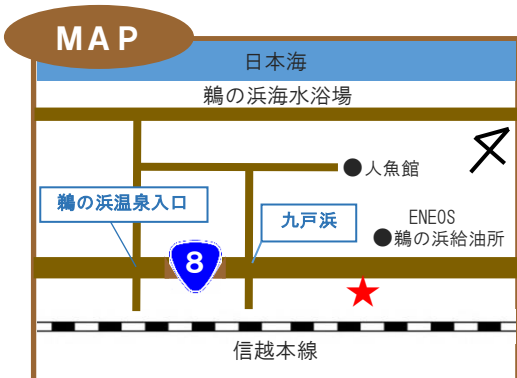 MAP
日本海
鵜の浜海水浴場
人魚館
鵜の浜温泉入口
九戸浜
ENEOS
鵜の浜給油所
8
信越本線